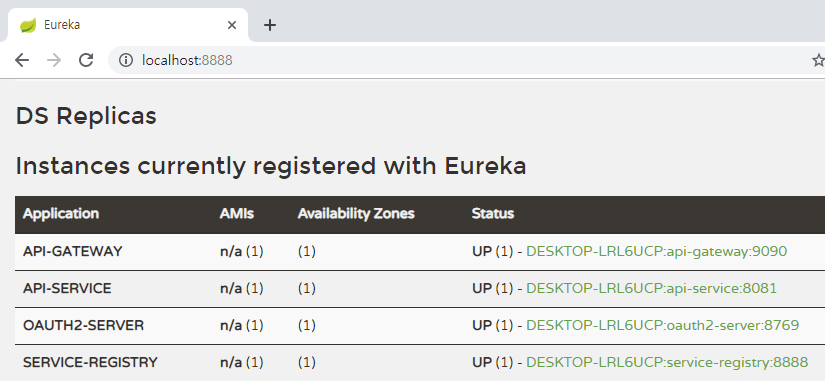 Eureka
localhost:8888
DS Replicas
Instances currently registered with Eureka
Application AMIs Availability Zones Status
API-GATEWAY n/a (1) (1) UP (1) - DESKTOP-LRL6UCP:api-gateway:9090
API-SERVICE n/a (1) (1) UP (1) - DESKTOP-LRL6UCP:api-service:8081
OAUTH2-SERVER n/a (1) (1) UP (1) - DESKTOP-LRL6UCP:oauth2-server:8769
SERVICE-REGISTRY n/a (1) (1) UP (1) - DESKTOP-LRL6UCP:service-registry:8888